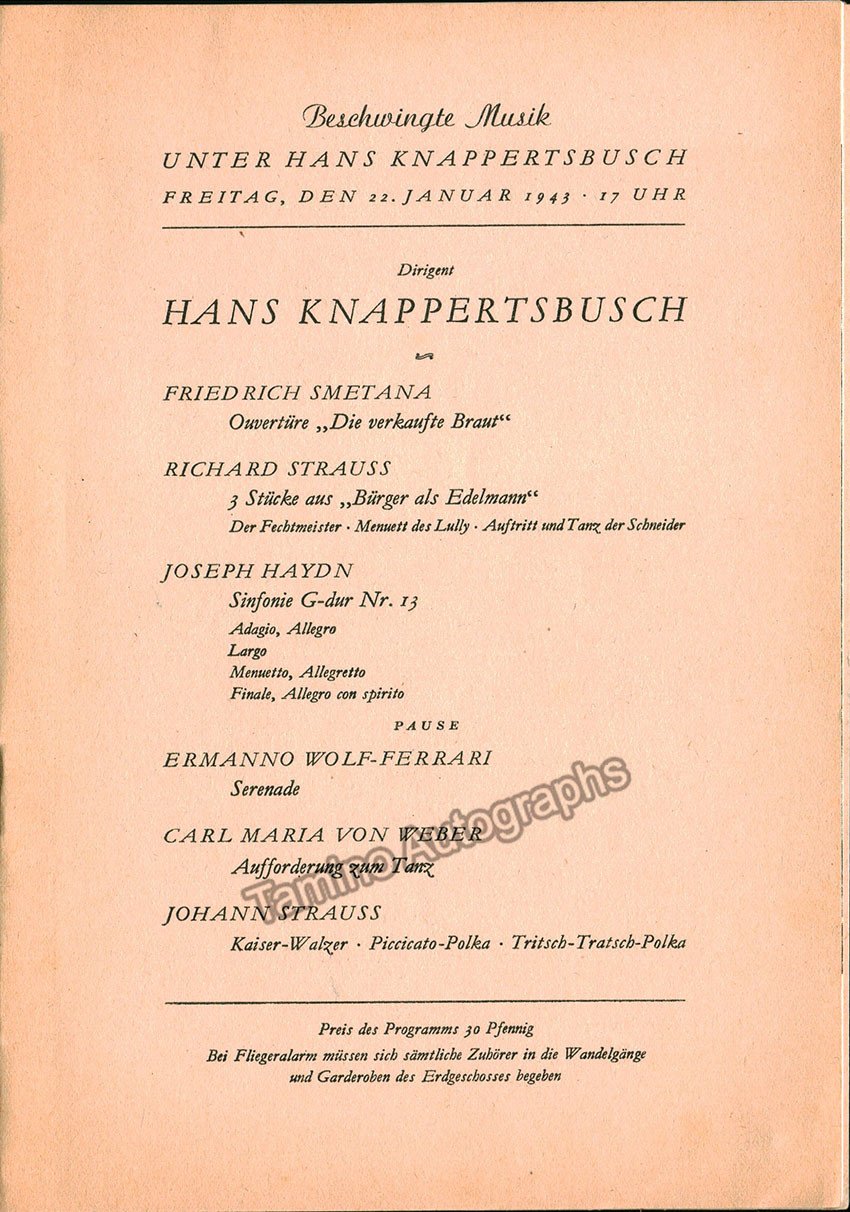 Beschwingte Musik
UNTER HANS KNAPPERTSBUSCH
FREITAG, DEN 22. JANUAR 1943 · 17 UHR
Dirigent
HANS KNAPPERTSBUSCH
FRIEDRICH SMETANA
Ouvertüre „Die verkaufte Braut“
RICHARD STRAUSS
3 Stücke aus „Bürger als Edelmann“
Der Fechtmeister · Menuett des Lully · Auftritt und Tanz der Schneider
JOSEPH HAYDN
Sinfonie G-dur Nr. 13
Adagio, Allegro
Largo
Menuetto, Allegretto
Finale, Allegro con spirito
PAUSE
ERMANNO WOLF-FERRARI
Serenade
CARL MARIA VON WEBER
Aufforderung zum Tanz
Tamino Autographs
JOHANN STRAUSS
Kaiser-Walzer · Piccicato-Polka · Tritsch-Tratsch-Polka
Preis des Programms 30 Pfennig
Bei Fliegeralarm müssen sich sämtliche Zuhörer in die Wandelgänge
und Garderoben des Erdgeschosses begeben